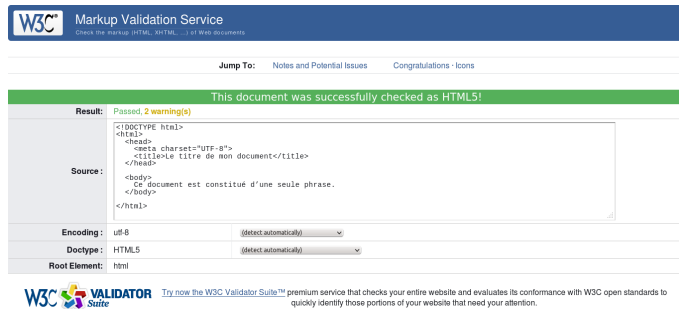 W3C® Markup Validation Service
Check the markup (HTML, XHTML, …) of Web documents
Jump To: Notes and Potential Issues Congratulations · Icons
This document was successfully checked as HTML5!
Result: Passed, 2 warning(s)
Source :
<!DOCTYPE html>
<html>
  <head>
    <meta charset="UTF-8">
    <title>Le titre de mon document</title>
  </head>

  <body>
    Ce document est constitué d’une seule phrase.
  </body>

</html>
Encoding : utf-8 (detect automatically)
Doctype : HTML5 (detect automatically)
Root Element: html
W3C VALIDATOR Suite
Try now the W3C Validator Suite™ premium service that checks your entire website and evaluates its conformance with W3C open standards to
quickly identify those portions of your website that need your attention.